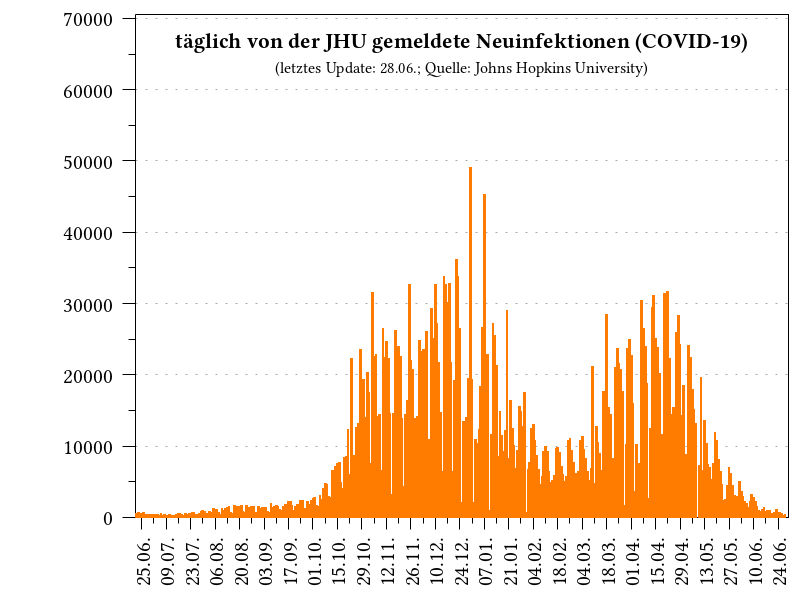 täglich von der JHU gemeldete Neuinfektionen (COVID-19)
(letztes Update: 28.06.; Quelle: Johns Hopkins University)
70000
60000
50000
40000
30000
20000
10000
0
25.06. 09.07. 23.07. 06.08. 20.08. 03.09. 17.09. 01.10. 15.10. 29.10. 12.11. 26.11. 10.12. 24.12. 07.01. 21.01. 04.02. 18.02. 04.03. 18.03. 01.04. 15.04. 29.04. 13.05. 27.05. 10.06. 24.06.